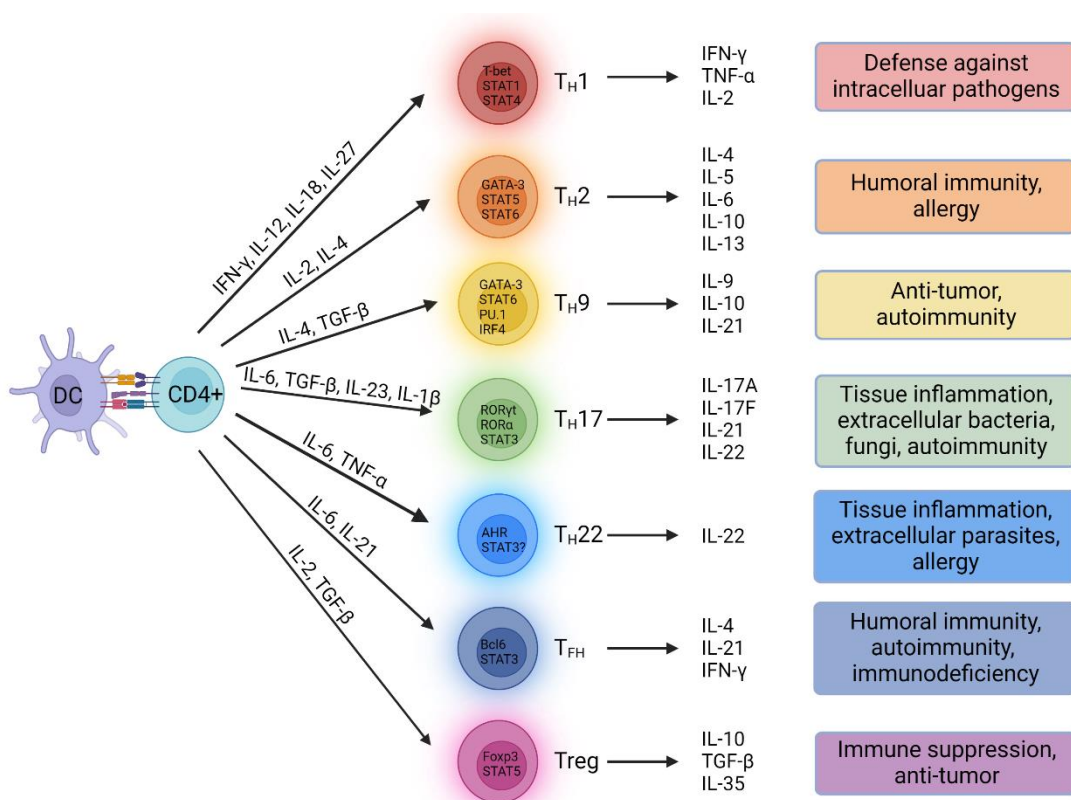 DC
CD4+
IFN-γ, IL-12, IL-18, IL-27
T-bet
STAT1
STAT4
TH1
IFN-γ
TNF-α
IL-2
Defense against
intracelluar pathogens
IL-2, IL-4
GATA-3
STAT5
STAT6
TH2
IL-4
IL-5
IL-6
IL-10
IL-13
Humoral immunity,
allergy
IL-4, TGF-β
GATA-3
STAT6
PU.1
IRF4
TH9
IL-9
IL-10
IL-21
Anti-tumor,
autoimmunity
IL-6, TGF-β, IL-23, IL-1β
RORγt
RORα
STAT3
TH17
IL-17A
IL-17F
IL-21
IL-22
Tissue inflammation,
extracellular bacteria,
fungi, autoimmunity
IL-6, TNF-α
AHR
STAT3?
TH22
IL-22
Tissue inflammation,
extracellular parasites,
allergy
IL-6, IL-21
Bcl6
STAT3
TFH
IL-4
IL-21
IFN-γ
Humoral immunity,
autoimmunity,
immunodeficiency
IL-2, TGF-β
Foxp3
STAT5
Treg
IL-10
TGF-β
IL-35
Immune suppression,
anti-tumor